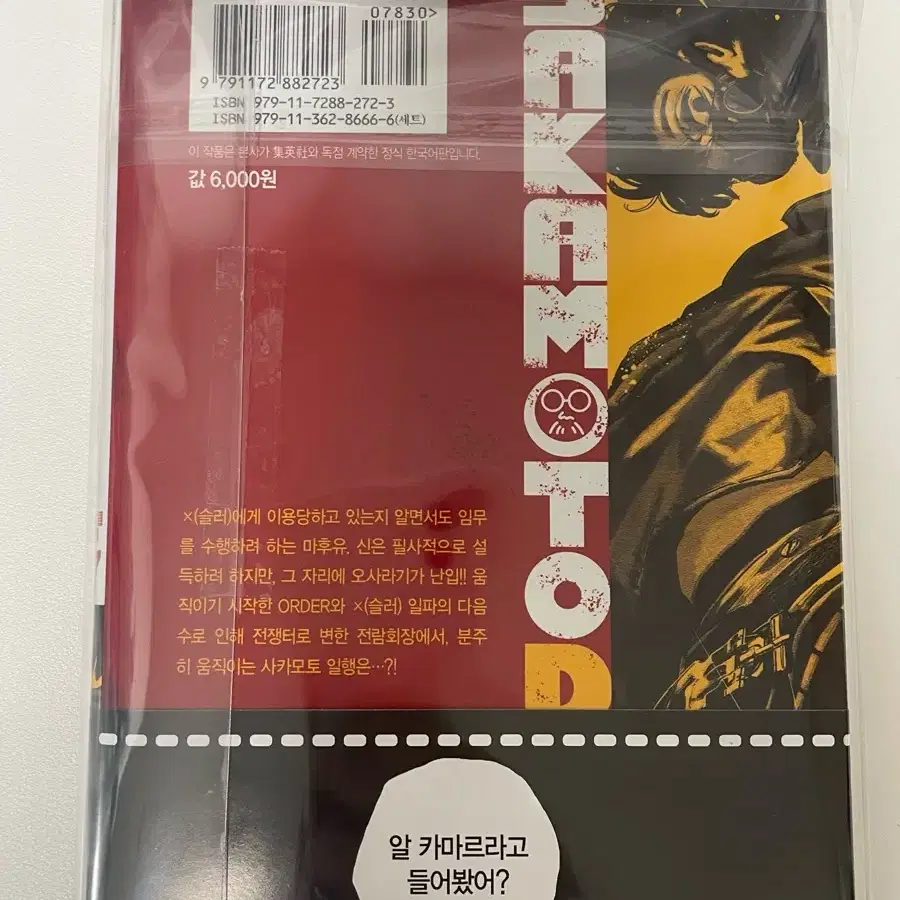 07830>
9 791172 882723
ISBN 979-11-7288-272-3
ISBN 979-11-362-8666-6(세트)
이 작품은 본사가 集英社와 독점 계약한 정식 한국어판입니다.
값 6,000원
SAKAMOTO D
×(슬러)에게 이용당하고 있는지 알면서도 임무
를 수행하려 하는 마후유. 신은 필사적으로 설
득하려 하지만, 그 자리에 오사라기가 난입!! 움
직이기 시작한 ORDER와 ×(슬러) 일파의 다음
수로 인해 전쟁터로 변한 전람회장에서, 분주
히 움직이는 사카모토 일행은…?!
알 카마르라고
들어봤어?